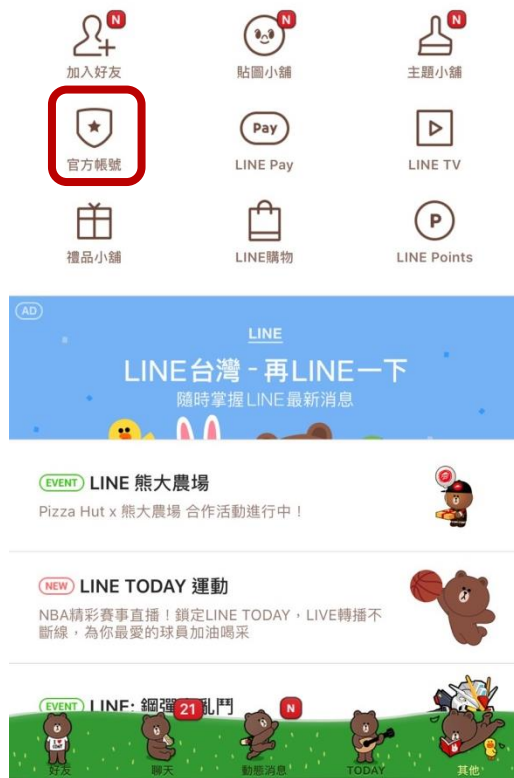 N
N
N
加入好友
貼圖小舖
主題小舖
Pay
官方帳號
LINE Pay
LINE TV
P
禮品小舖
LINE購物
LINE Points
AD
LINE
LINE台灣－再LINE一下
隨時掌握LINE最新消息
EVENT LINE 熊大農場
Pizza Hut x 熊大農場 合作活動進行中！
NEW LINE TODAY 運動
NBA精彩賽事直播！鎖定LINE TODAY，LIVE轉播不
斷線，為你最愛的球員加油喝采
EVENT LINE: 鋼彈 亂鬥
21
N
好友
聊天
動態消息
TODAY
其他